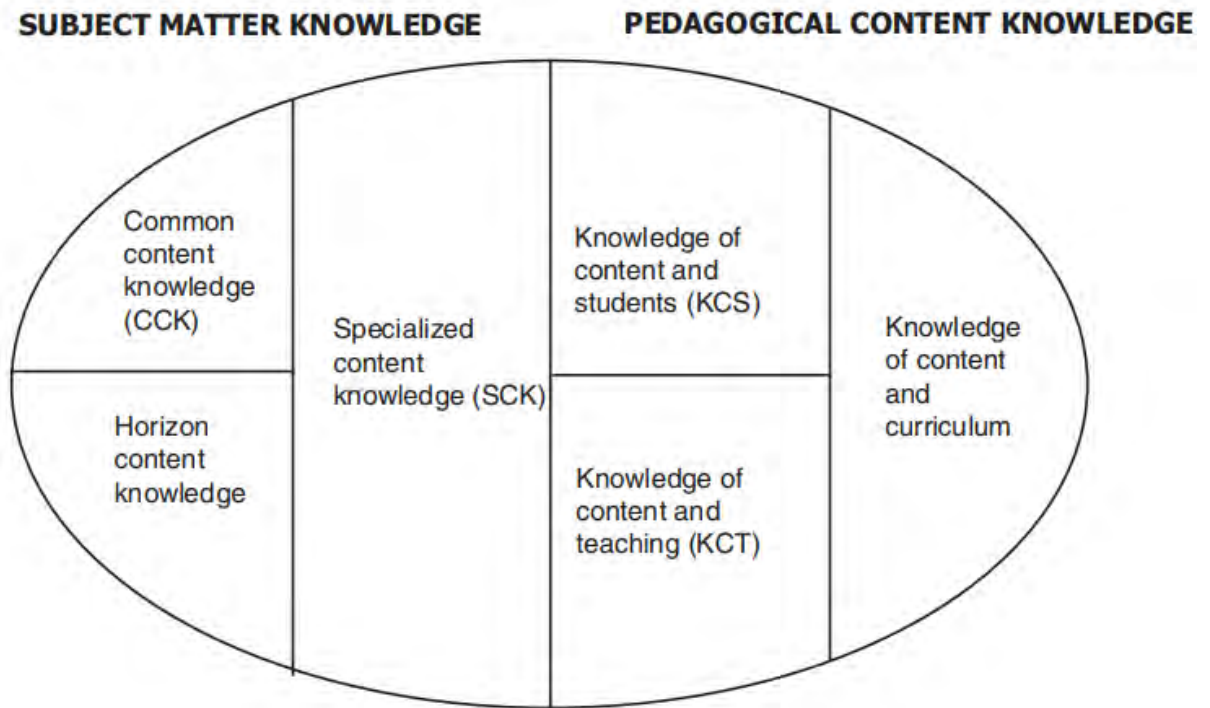 SUBJECT MATTER KNOWLEDGE
PEDAGOGICAL CONTENT KNOWLEDGE
Common
content
knowledge
(CCK)
Horizon
content
knowledge
Specialized
content
knowledge (SCK)
Knowledge of
content and
students (KCS)
Knowledge of
content and
teaching (KCT)
Knowledge
of content
and
curriculum